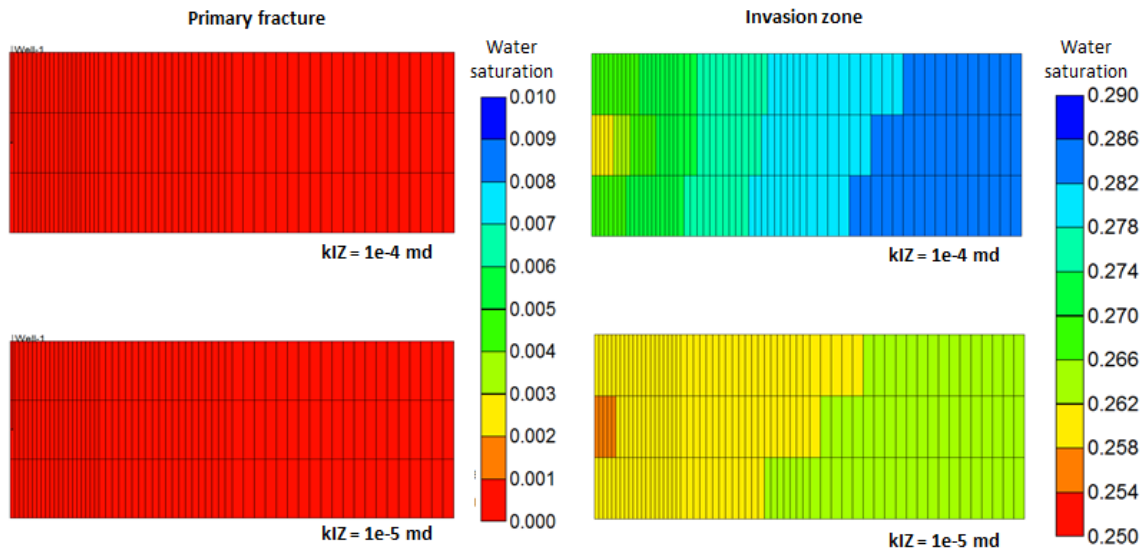 Primary fracture
Invasion zone
Well-1
Water
saturation
0.010
0.009
0.008
0.007
0.006
0.005
0.004
0.003
0.002
0.001
0.000
kIZ = 1e-4 md
kIZ = 1e-4 md
Water
saturation
0.290
0.286
0.282
0.278
0.274
0.270
0.266
0.262
0.258
0.254
0.250
Well-1
kIZ = 1e-5 md
kIZ = 1e-5 md